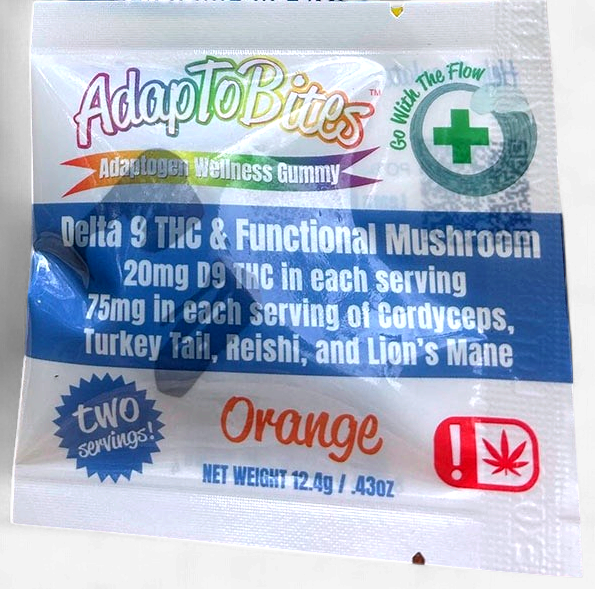 AdapToBites™
Go With The Flow
Adaptogen Wellness Gummy
Delta 9 THC & Functional Mushroom
20mg D9 THC in each serving
75mg in each serving of Cordyceps,
Turkey Tail, Reishi, and Lion's Mane
two
servings!
Orange
!
NET WEIGHT 12.4g / .43oz